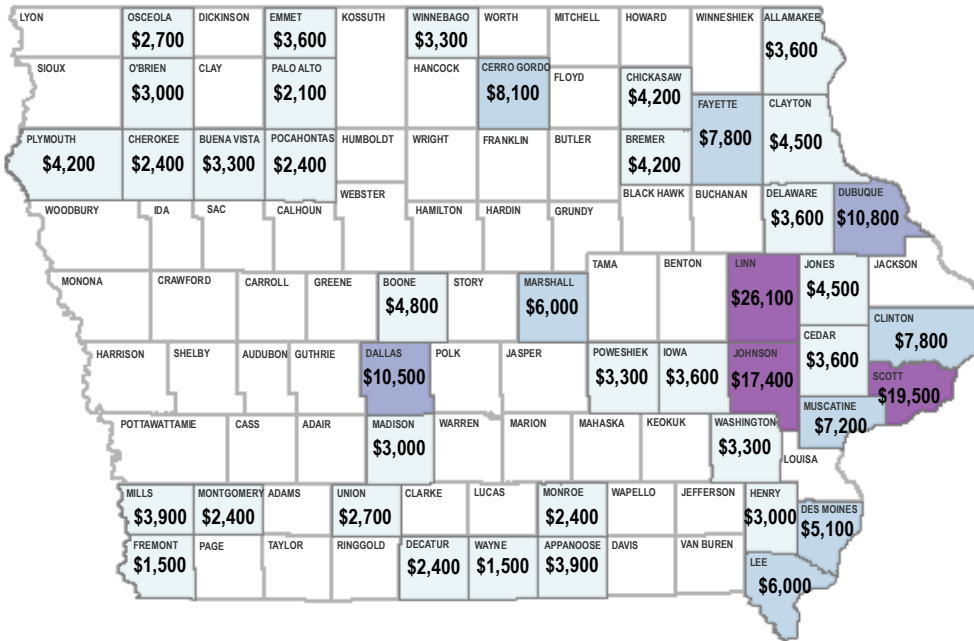 LYON
OSCEOLA
$2,700
DICKINSON
EMMET
$3,600
KOSSUTH
WINNEBAGO
$3,300
WORTH
MITCHELL
HOWARD
WINNESHIEK
ALLAMAKEE
$3,600
SIOUX
O'BRIEN
$3,000
CLAY
PALO ALTO
$2,100
HANCOCK
CERRO GORDO
$8,100
FLOYD
CHICKASAW
$4,200
FAYETTE
$7,800
CLAYTON
$4,500
PLYMOUTH
$4,200
CHEROKEE
$2,400
BUENA VISTA
$3,300
POCAHONTAS
$2,400
HUMBOLDT
WRIGHT
FRANKLIN
BUTLER
BREMER
$4,200
WEBSTER
BLACK HAWK
BUCHANAN
DELAWARE
$3,600
DUBUQUE
$10,800
WOODBURY
IDA
SAC
CALHOUN
HAMILTON
HARDIN
GRUNDY
TAMA
BENTON
LINN
$26,100
JONES
$4,500
JACKSON
MONONA
CRAWFORD
CARROLL
GREENE
BOONE
$4,800
STORY
MARSHALL
$6,000
CLINTON
$7,800
CEDAR
$3,600
HARRISON
SHELBY
AUDUBON
GUTHRIE
DALLAS
$10,500
POLK
JASPER
POWESHIEK
$3,300
IOWA
$3,600
JOHNSON
$17,400
SCOTT
$19,500
MUSCATINE
$7,200
POTTAWATTAMIE
CASS
ADAIR
MADISON
$3,000
WARREN
MARION
MAHASKA
KEOKUK
WASHINGTON
$3,300
LOUISA
MILLS
$3,900
MONTGOMERY
$2,400
ADAMS
UNION
$2,700
CLARKE
LUCAS
MONROE
$2,400
WAPELLO
JEFFERSON
HENRY
$3,000
DES MOINES
$5,100
FREMONT
$1,500
PAGE
TAYLOR
RINGGOLD
DECATUR
$2,400
WAYNE
$1,500
APPANOOSE
$3,900
DAVIS
VAN BUREN
LEE
$6,000